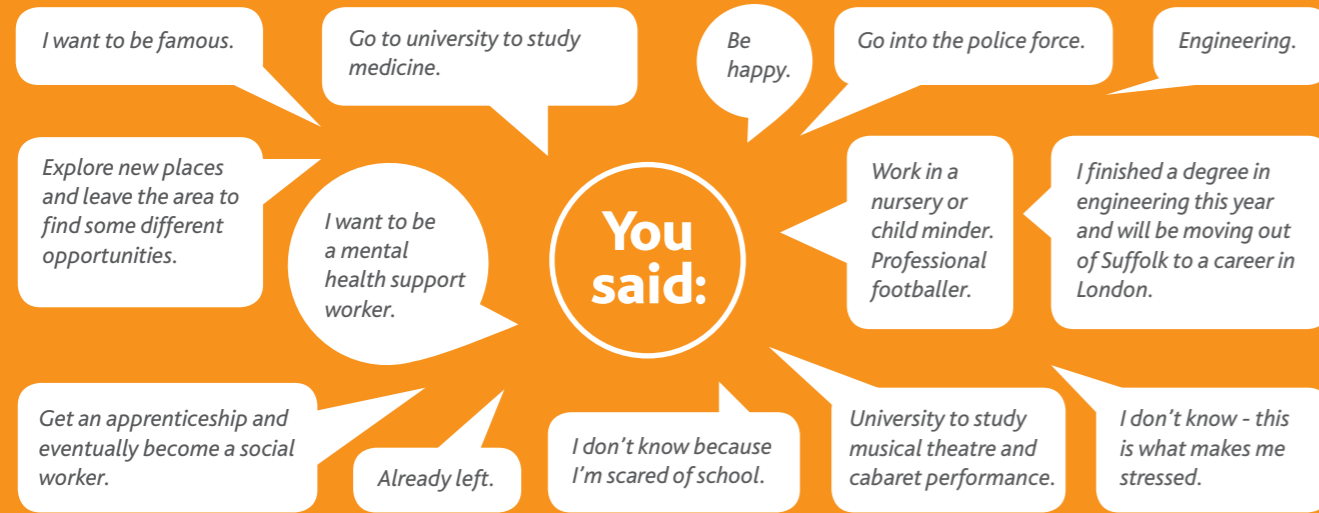 I want to be famous.
Go to university to study
medicine.
Be
happy.
Go into the police force.
Engineering.
Explore new places
and leave the area to
find some different
opportunities.
I want to be
a mental
health support
worker.
You
said:
Work in a
nursery or
child minder.
Professional
footballer.
I finished a degree in
engineering this year
and will be moving out
of Suffolk to a career in
London.
Get an apprenticeship and
eventually become a social
worker.
Already left.
I don't know because
I'm scared of school.
University to study
musical theatre and
cabaret performance.
I don't know - this
is what makes me
stressed.